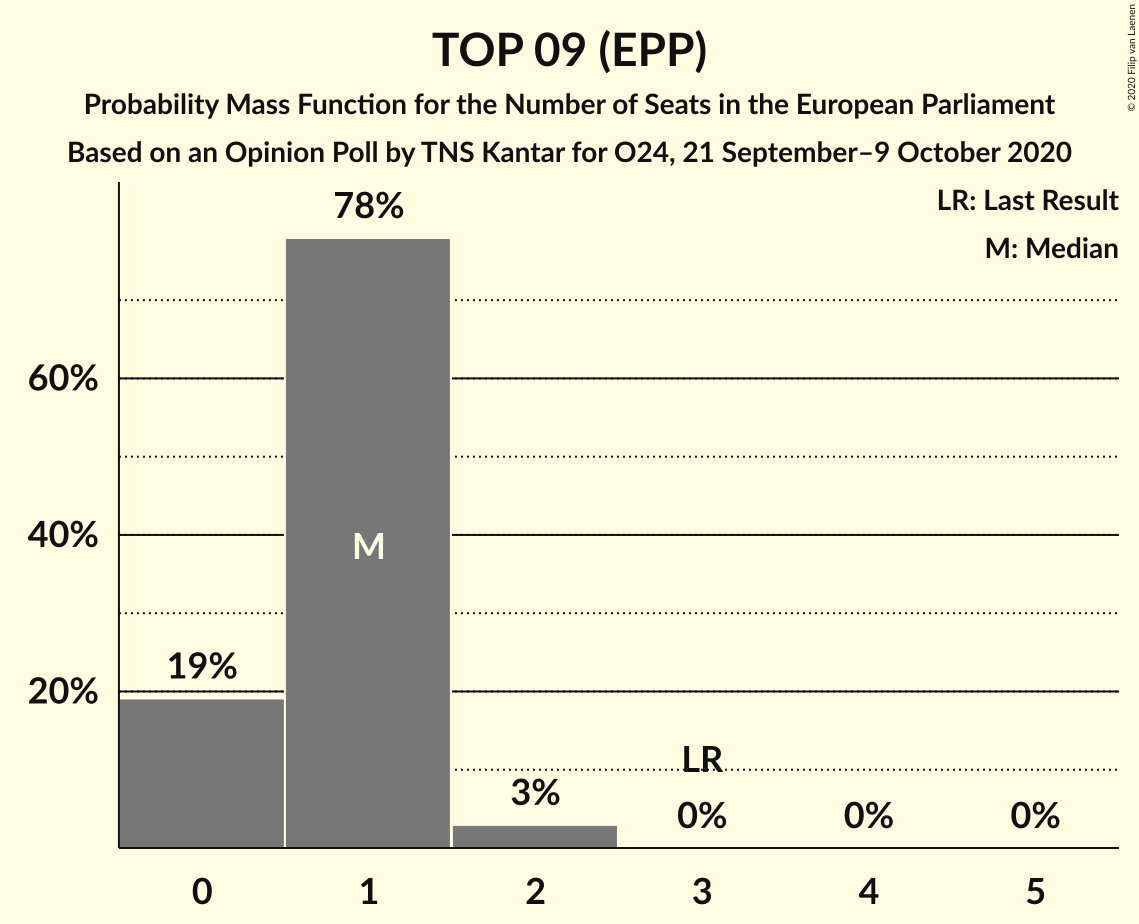 TOP 09 (EPP)
Probability Mass Function for the Number of Seats in the European Parliament
Based on an Opinion Poll by TNS Kantar for O24, 21 September–9 October 2020
© 2020 Filip van Laenen
LR: Last Result
M: Median
78%
60%
40%
M
19%
20%
LR
3%
0%
0%
0%
0
1
2
3
4
5